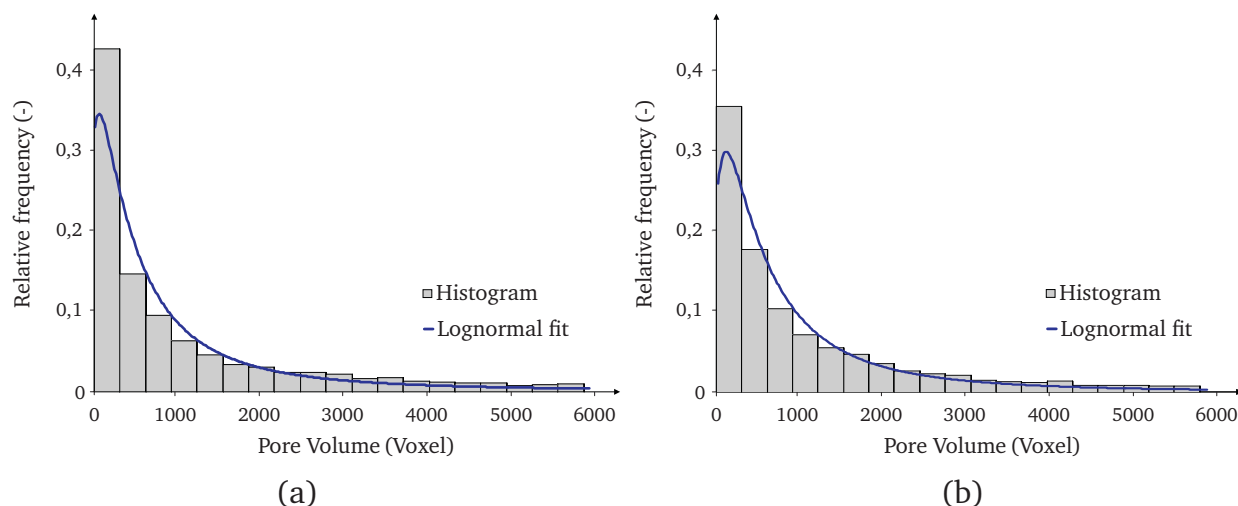 Relative frequency (-)
0,4
0,3
0,2
0,1
0
Histogram
Lognormal fit
0 1000 2000 3000 4000 5000 6000
Pore Volume (Voxel)
(a)
Relative frequency (-)
0,4
0,3
0,2
0,1
0
Histogram
Lognormal fit
0 1000 2000 3000 4000 5000 6000
Pore Volume (Voxel)
(b)